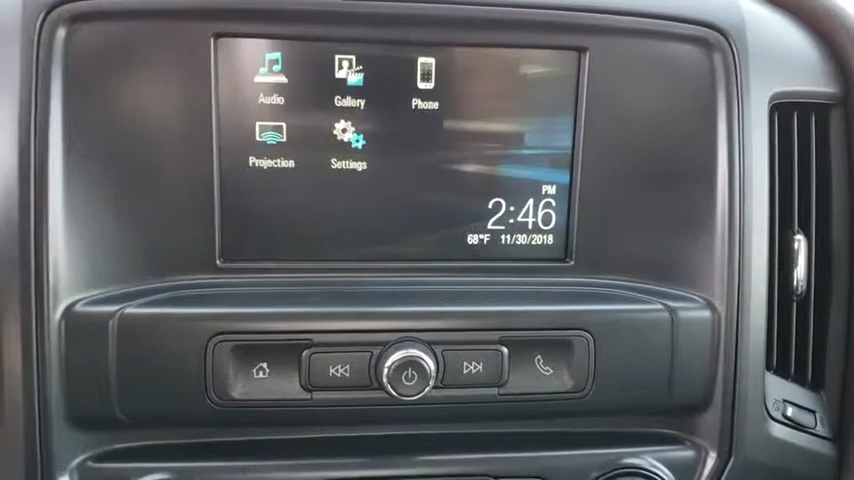 Audio
Gallery
Phone
Projection
Settings
PM
2:46
68°F 11/30/2018